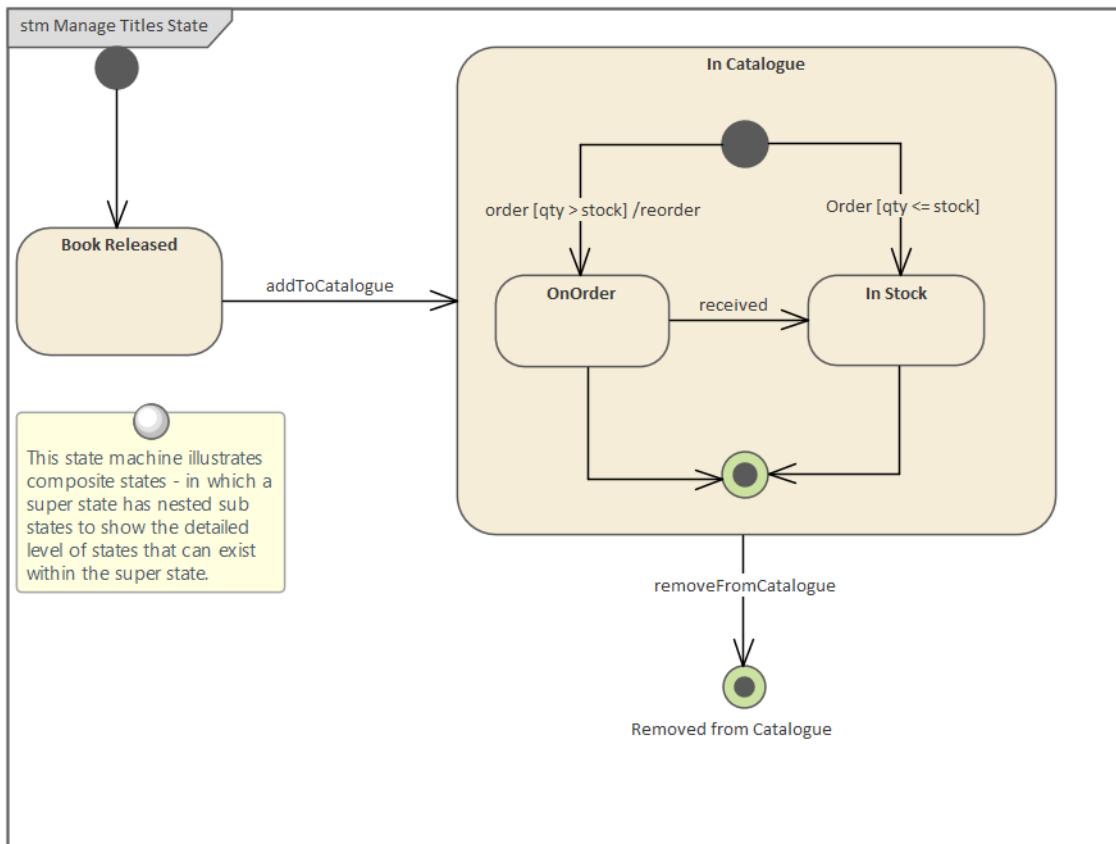 stm Manage Titles State
In Catalogue
order [qty > stock] /reorder
Order [qty <= stock]
Book Released
addToCatalogue
OnOrder
received
In Stock
This state machine illustrates
composite states - in which a
super state has nested sub
states to show the detailed
level of states that can exist
within the super state.
removeFromCatalogue
Removed from Catalogue